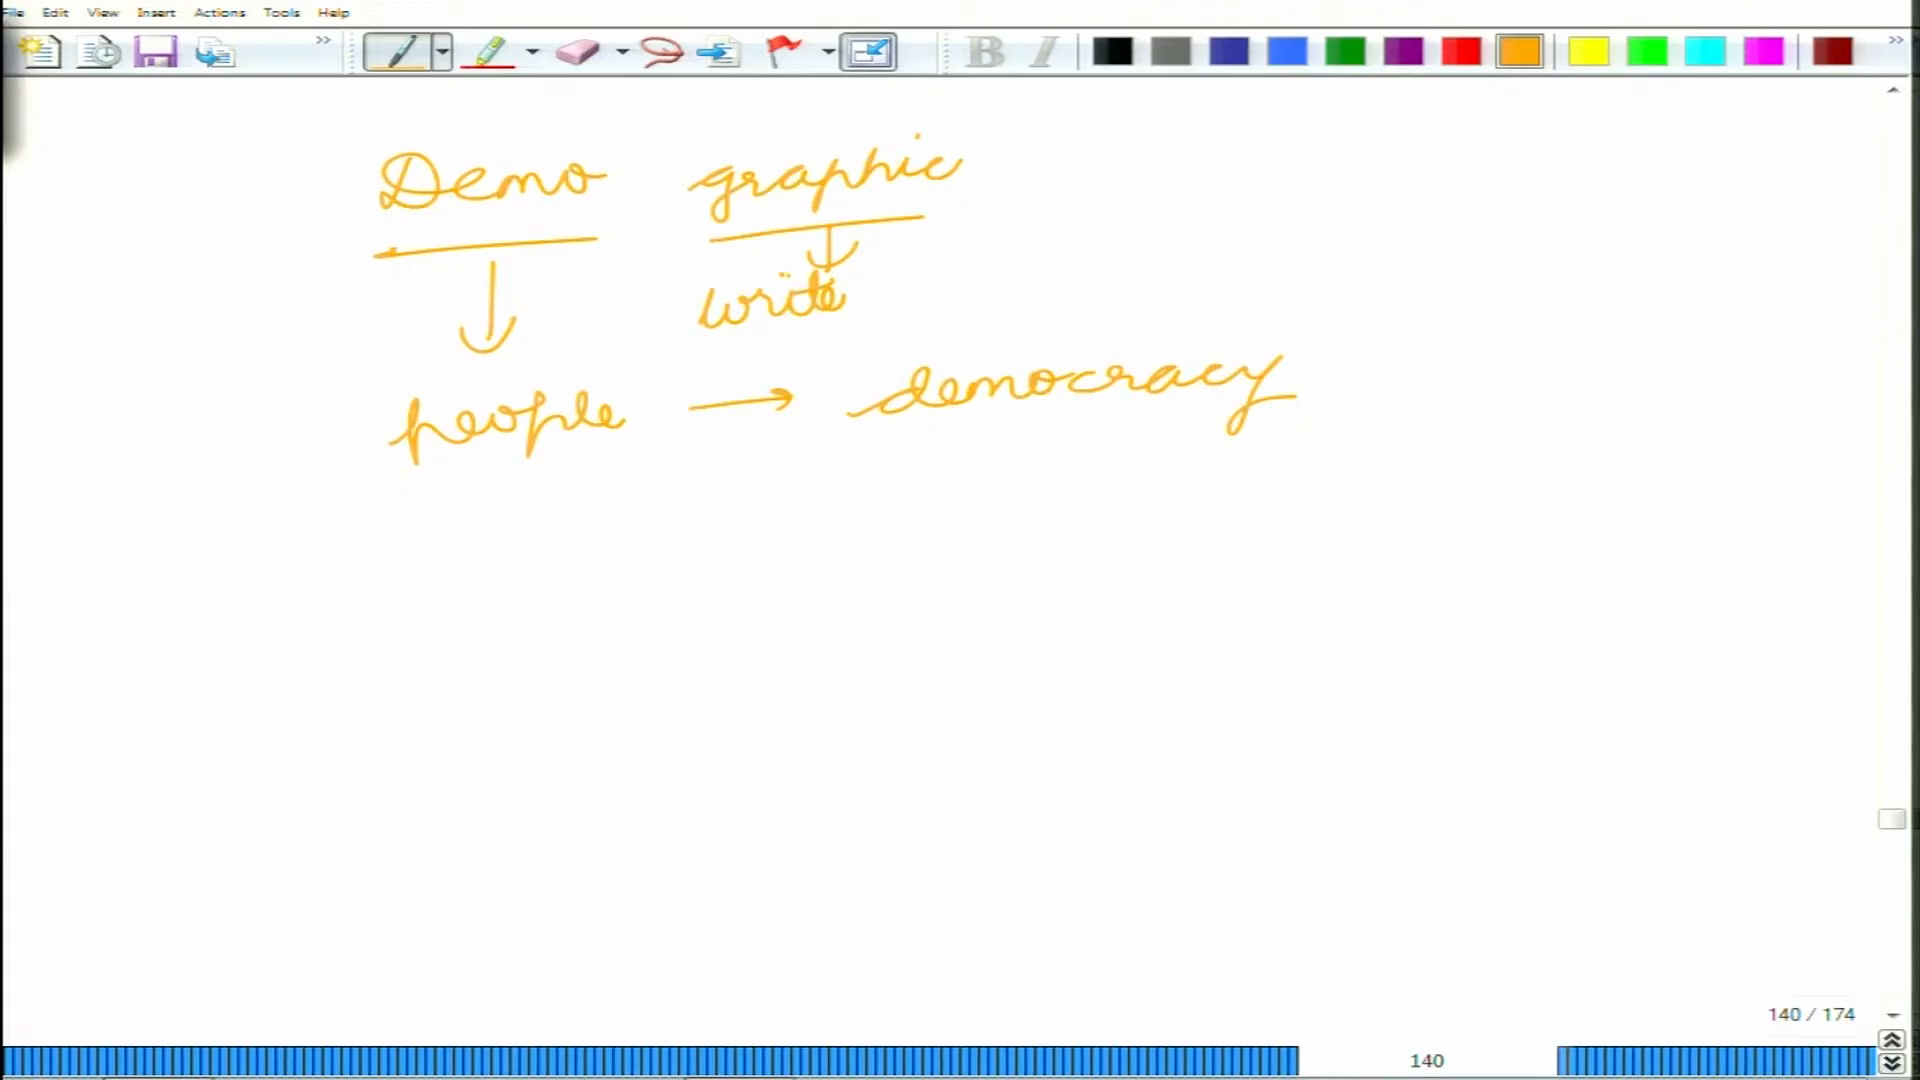 File Edit View Insert Actions Tools Help
B I
Demo graphic
write
people → democracy
140 / 174
140